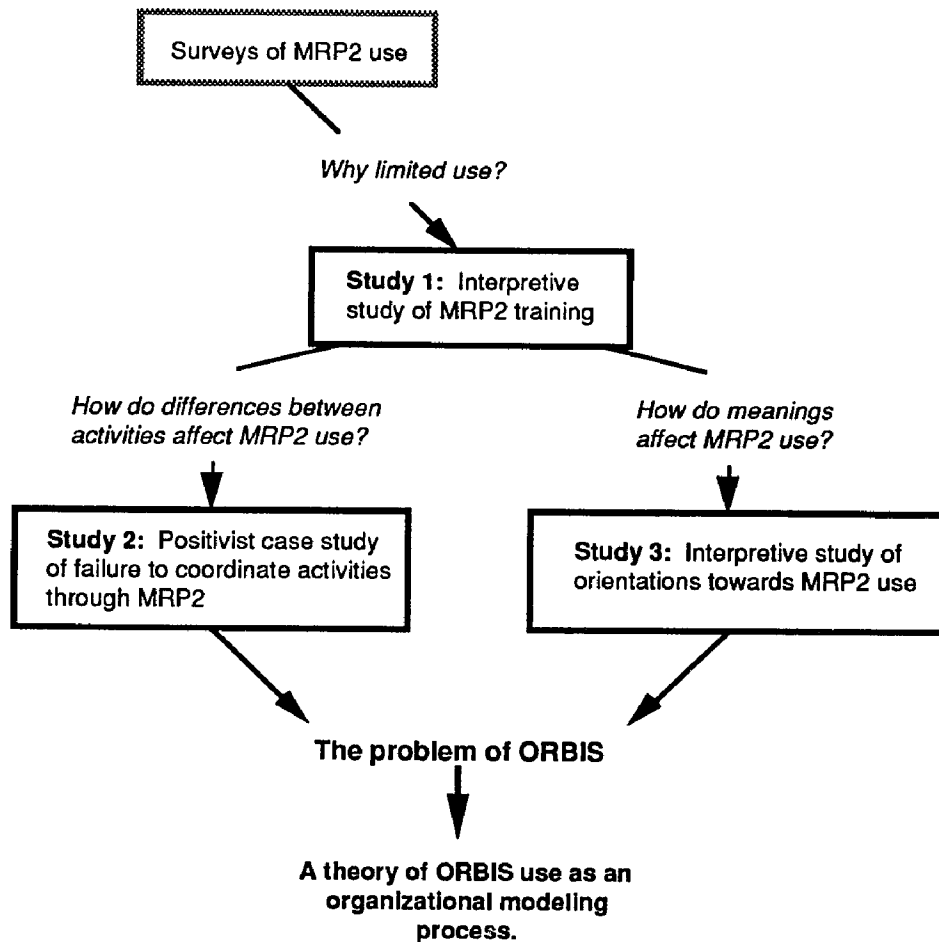 Surveys of MRP2 use
Why limited use?
Study 1: Interpretive
study of MRP2 training
How do differences between
activities affect MRP2 use?
How do meanings
affect MRP2 use?
Study 2: Positivist case study
of failure to coordinate activities
through MRP2
Study 3: Interpretive study of
orientations towards MRP2 use
The problem of ORBIS
A theory of ORBIS use as an
organizational modeling
process.